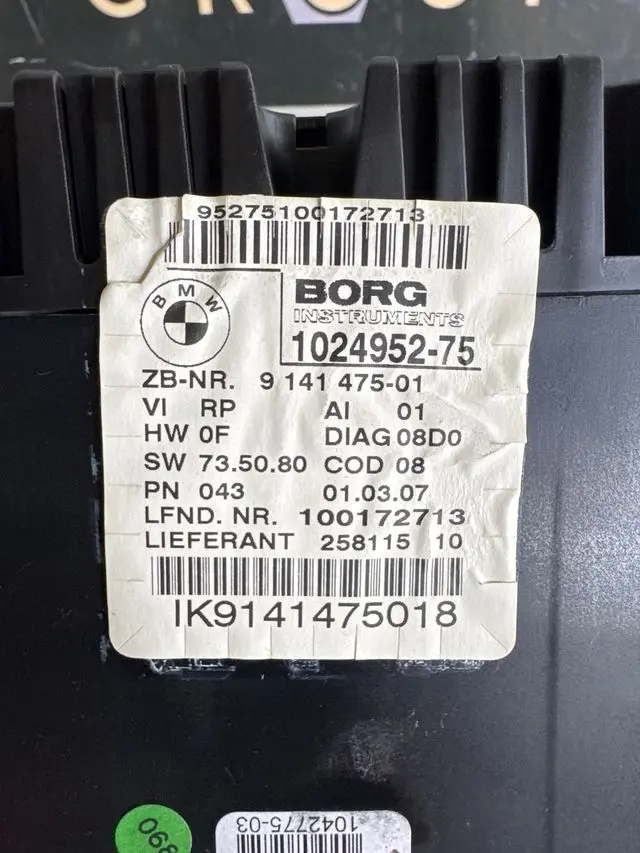 95275100172713
BMW
BORG
INSTRUMENTS
1024952-75
ZB-NR. 9 141 475-01
VI RP AI 01
HW 0F DIAG 08D0
SW 73.50.80 COD 08
PN 043 01.03.07
LFND. NR. 100172713
LIEFERANT 258115 10
IK9141475018
1042775-03